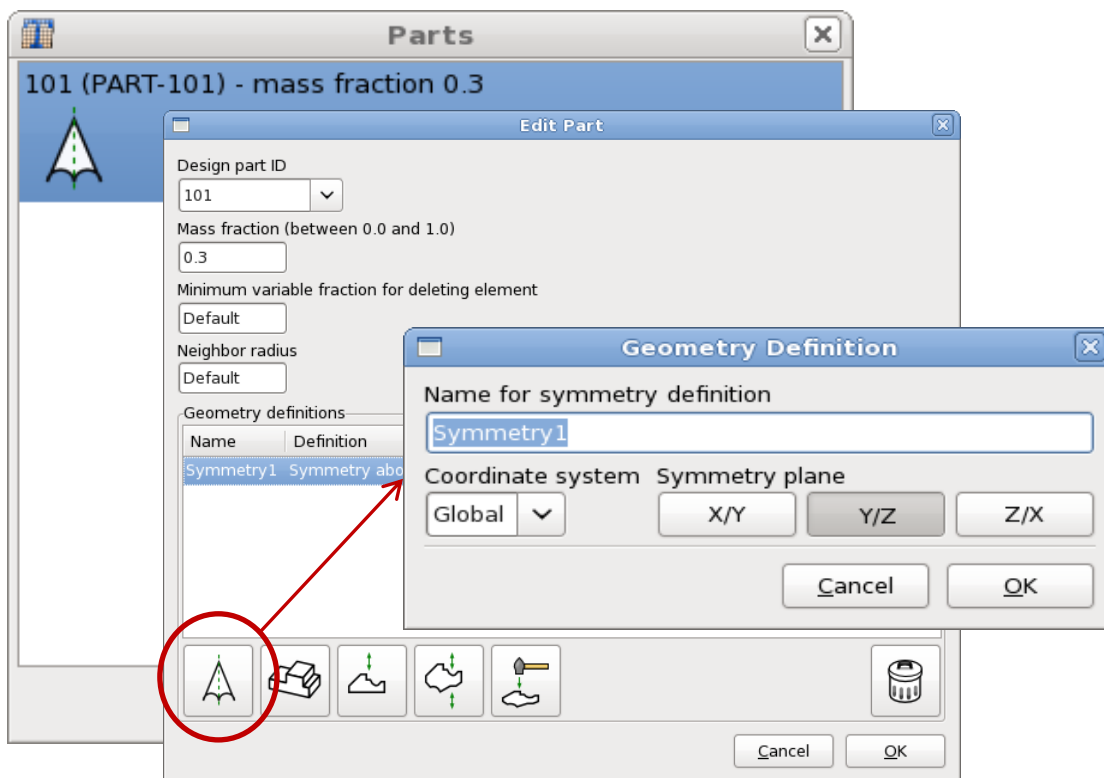 Parts
101 (PART-101) - mass fraction 0.3
Edit Part
Design part ID
101
Mass fraction (between 0.0 and 1.0)
0.3
Minimum variable fraction for deleting element
Default
Neighbor radius
Default
Geometry definitions
Name Definition
Symmetry1 Symmetry abo
Geometry Definition
Name for symmetry definition
Symmetry1
Coordinate system Symmetry plane
Global X/Y Y/Z Z/X
Cancel OK
Cancel OK